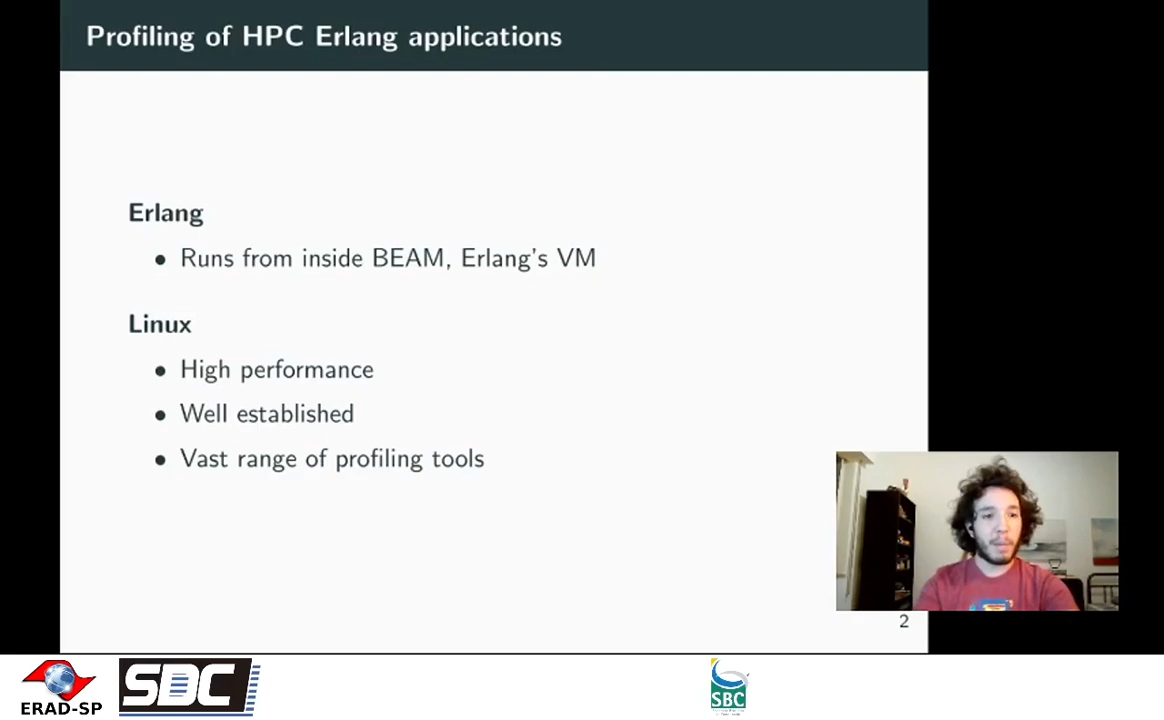 Profiling of HPC Erlang applications
Erlang
• Runs from inside BEAM, Erlang's VM
Linux
• High performance
• Well established
• Vast range of profiling tools
2
ERAD-SP
SDC
SBC